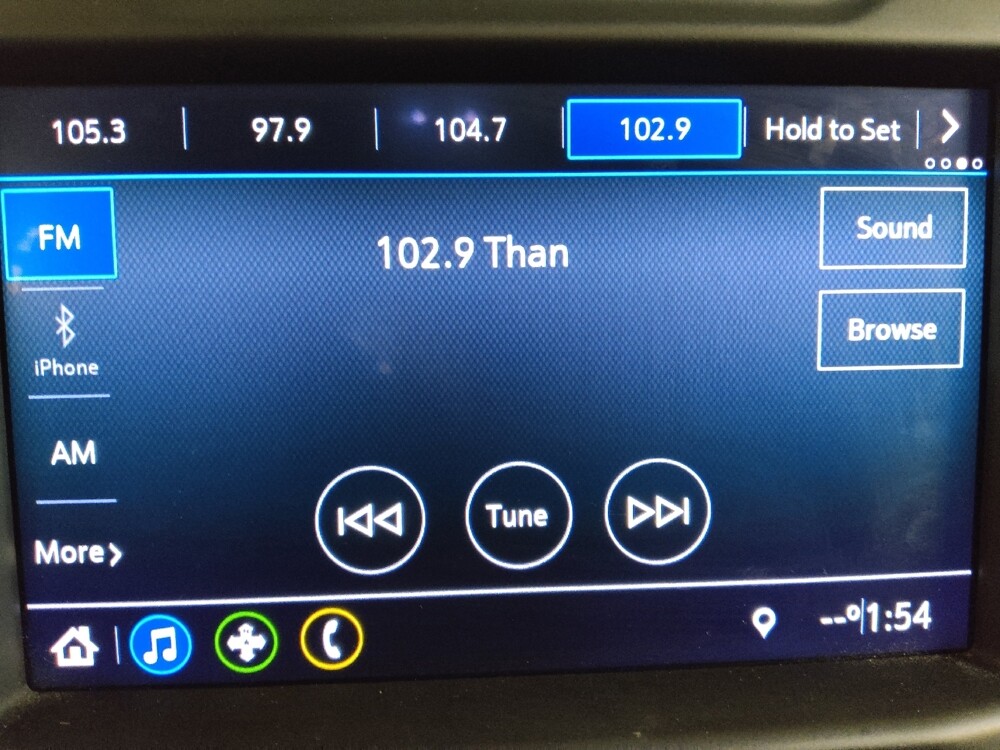 105.3 97.9 104.7 102.9 Hold to Set
FM
102.9 Than
Sound
iPhone
Browse
AM
Tune
More
--° 1:54